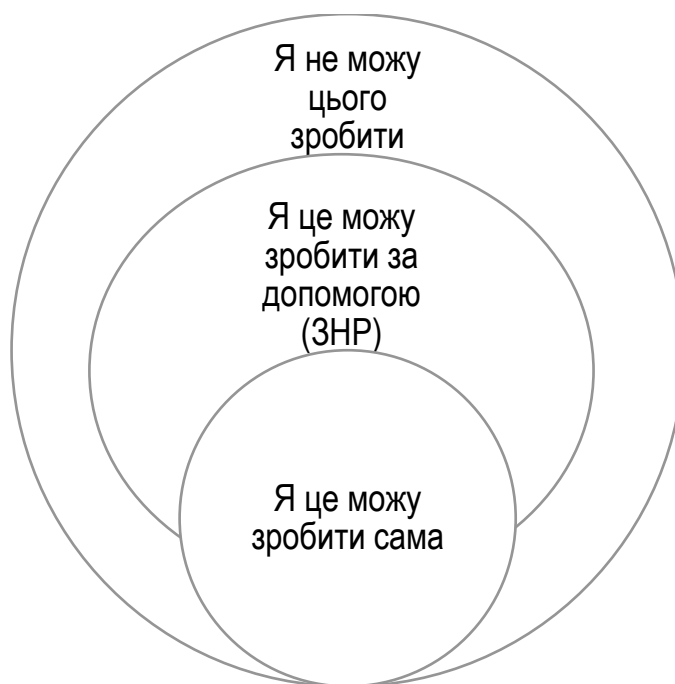 Я не можу
цього
зробити
Я це можу
зробити за
допомогою
(ЗНР)
Я це можу
зробити сама